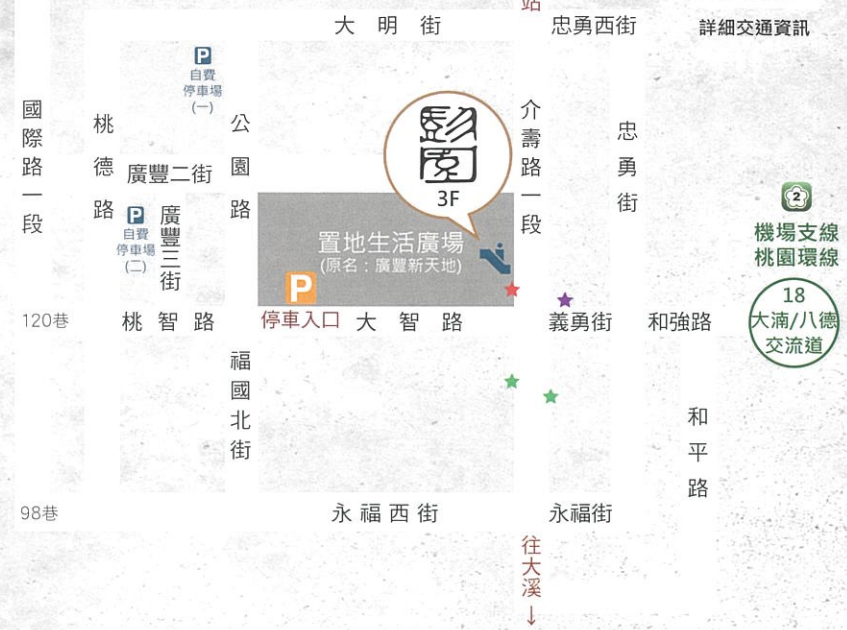 站
大明街
忠勇西街
詳細交通資訊
P
自費
停車場
(一)
國際路一段
桃德路
公園路
介壽路一段
忠勇街
廣豐二街
彭園
3F
2
機場支線
桃園環線
P
自費
停車場
(二)
廣豐三街
置地生活廣場
(原名：廣豐新天地)
P
18
大湳/八德
交流道
120巷
桃智路
停車入口
大智路
義勇街
和強路
福國北街
和平路
98巷
永福西街
永福街
往大溪↓